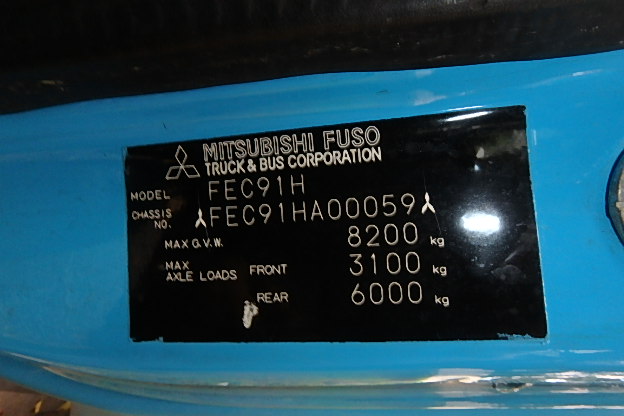 MITSUBISHI FUSO
TRUCK & BUS CORPORATION
MODEL FEC91H
CHASSIS NO. FEC91HA00059
MAX G.V.W. 8200 kg
MAX AXLE LOADS FRONT 3100 kg
REAR 6000 kg